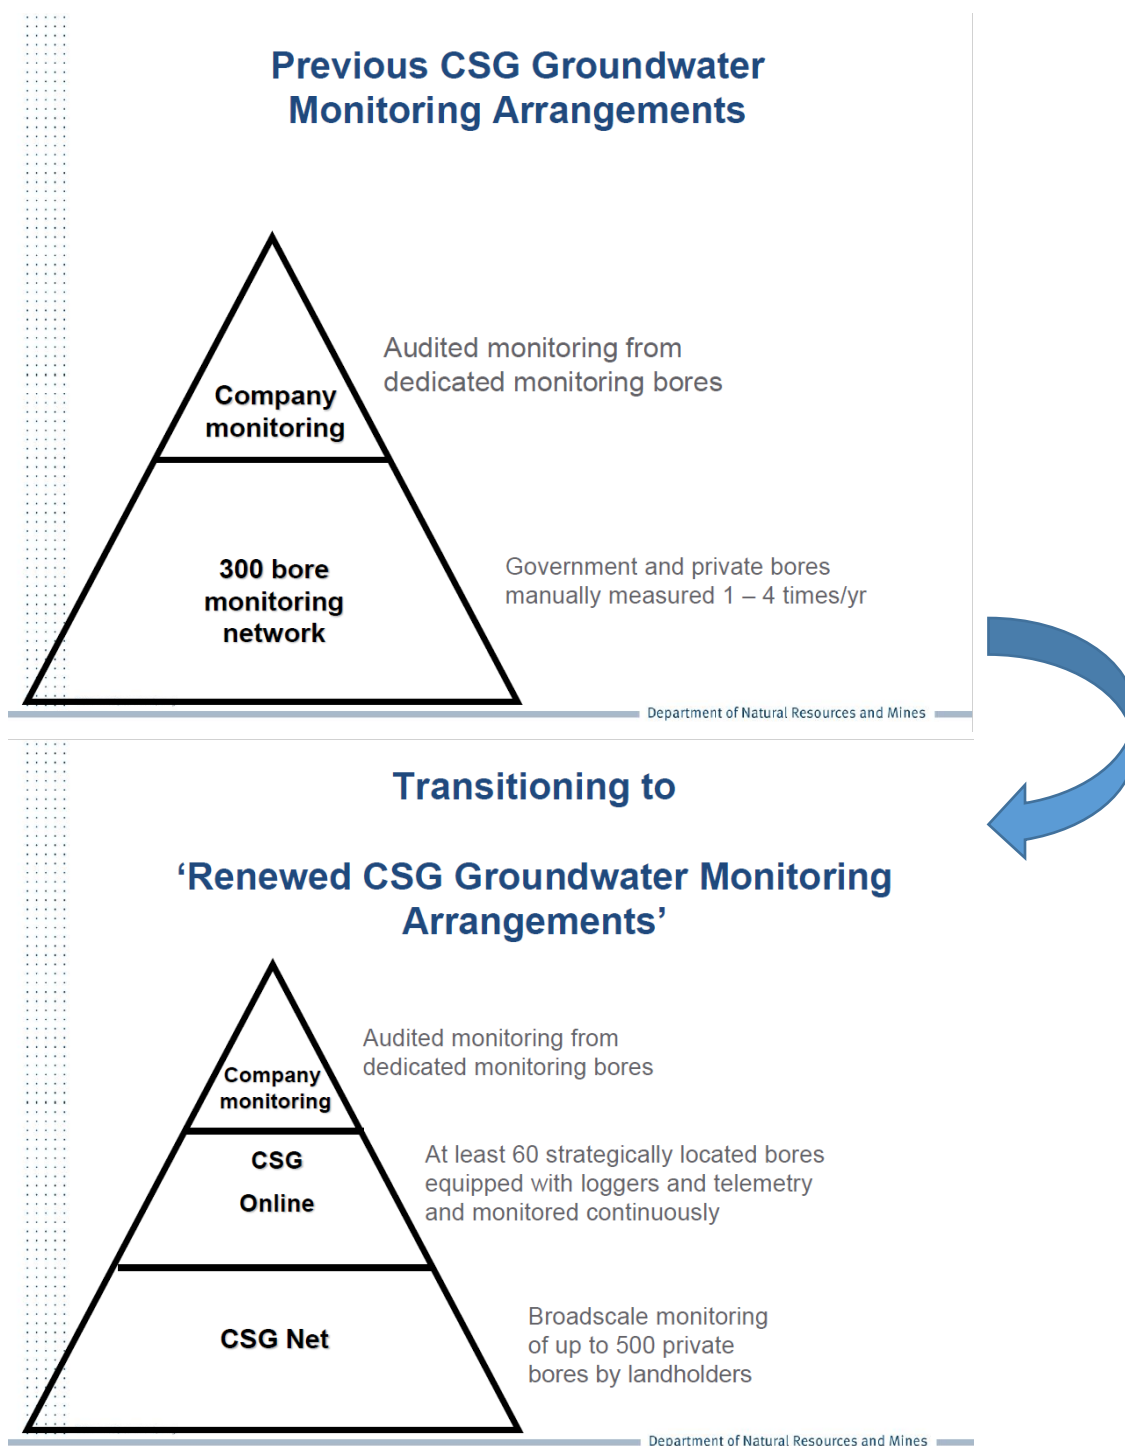 Previous CSG Groundwater
Monitoring Arrangements
Audited monitoring from
dedicated monitoring bores
Company
monitoring
300 bore
monitoring
network
Government and private bores
manually measured 1 – 4 times/yr
Department of Natural Resources and Mines
Transitioning to
‘Renewed CSG Groundwater Monitoring
Arrangements’
Audited monitoring from
dedicated monitoring bores
Company
monitoring
CSG
Online
At least 60 strategically located bores
equipped with loggers and telemetry
and monitored continuously
CSG Net
Broadscale monitoring
of up to 500 private
bores by landholders
Department of Natural Resources and Mines